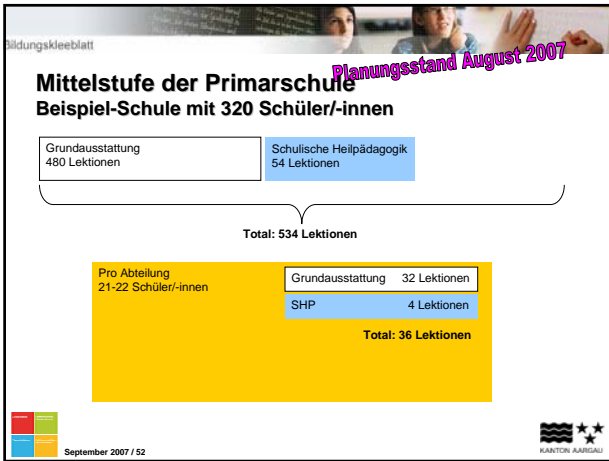 Bildungskleeblatt
Planungsstand August 2007
Mittelstufe der Primarschule
Beispiel-Schule mit 320 Schüler/-innen
Grundausstattung
480 Lektionen
Schulische Heilpädagogik
54 Lektionen
Total: 534 Lektionen
Pro Abteilung
21-22 Schüler/-innen
Grundausstattung 32 Lektionen
SHP 4 Lektionen
Total: 36 Lektionen
September 2007 / 52
KANTON AARGAU